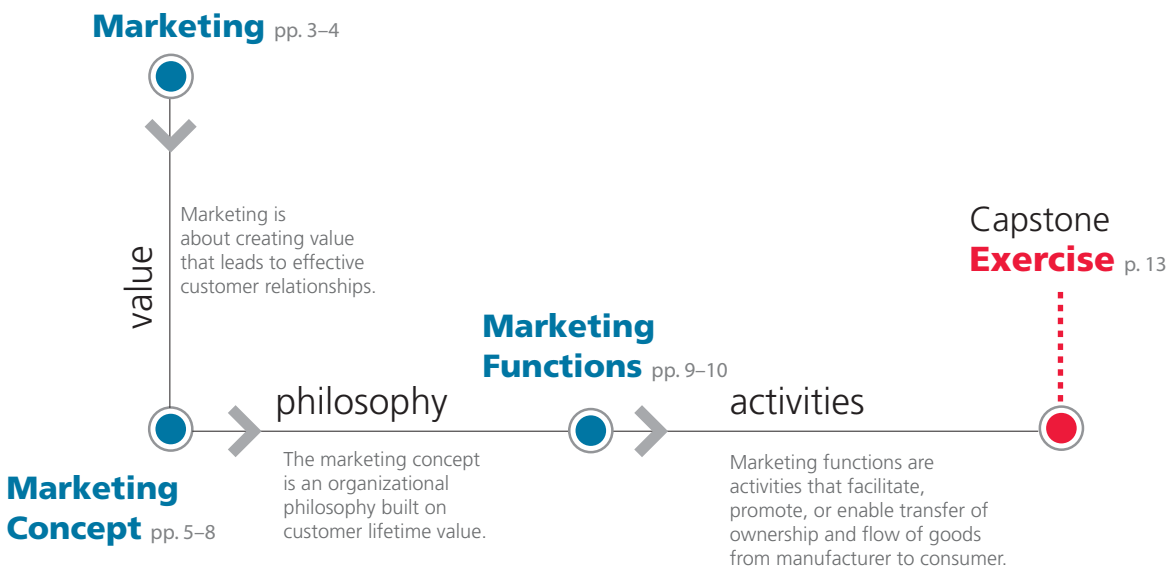 Marketing pp. 3–4
value
Marketing is
about creating value
that leads to effective
customer relationships.
Marketing
Concept pp. 5–8
philosophy
The marketing concept
is an organizational
philosophy built on
customer lifetime value.
Marketing
Functions pp. 9–10
activities
Marketing functions are
activities that facilitate,
promote, or enable transfer of
ownership and flow of goods
from manufacturer to consumer.
Capstone
Exercise p. 13